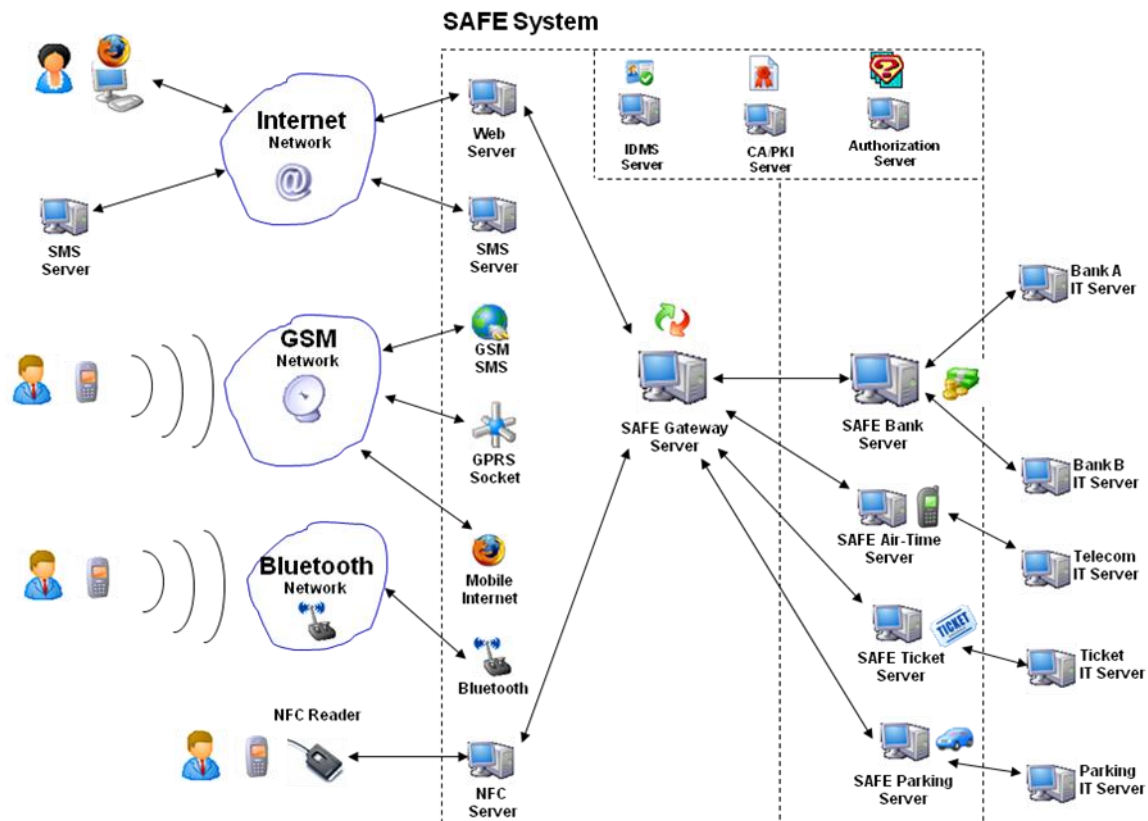 SAFE System
Internet
Network
@
Web
Server
IDMS
Server
CA/PKI
Server
?
Authorization
Server
SMS
Server
SMS
Server
Bank A
IT Server
GSM
Network
GSM
SMS
GPRS
Socket
SAFE Gateway
Server
SAFE Bank
Server
Bank B
IT Server
SAFE Air-Time
Server
Telecom
IT Server
Bluetooth
Network
Mobile
Internet
TICKET
SAFE Ticket
Server
Ticket
IT Server
Bluetooth
NFC Reader
NFC
Server
SAFE Parking
Server
Parking
IT Server